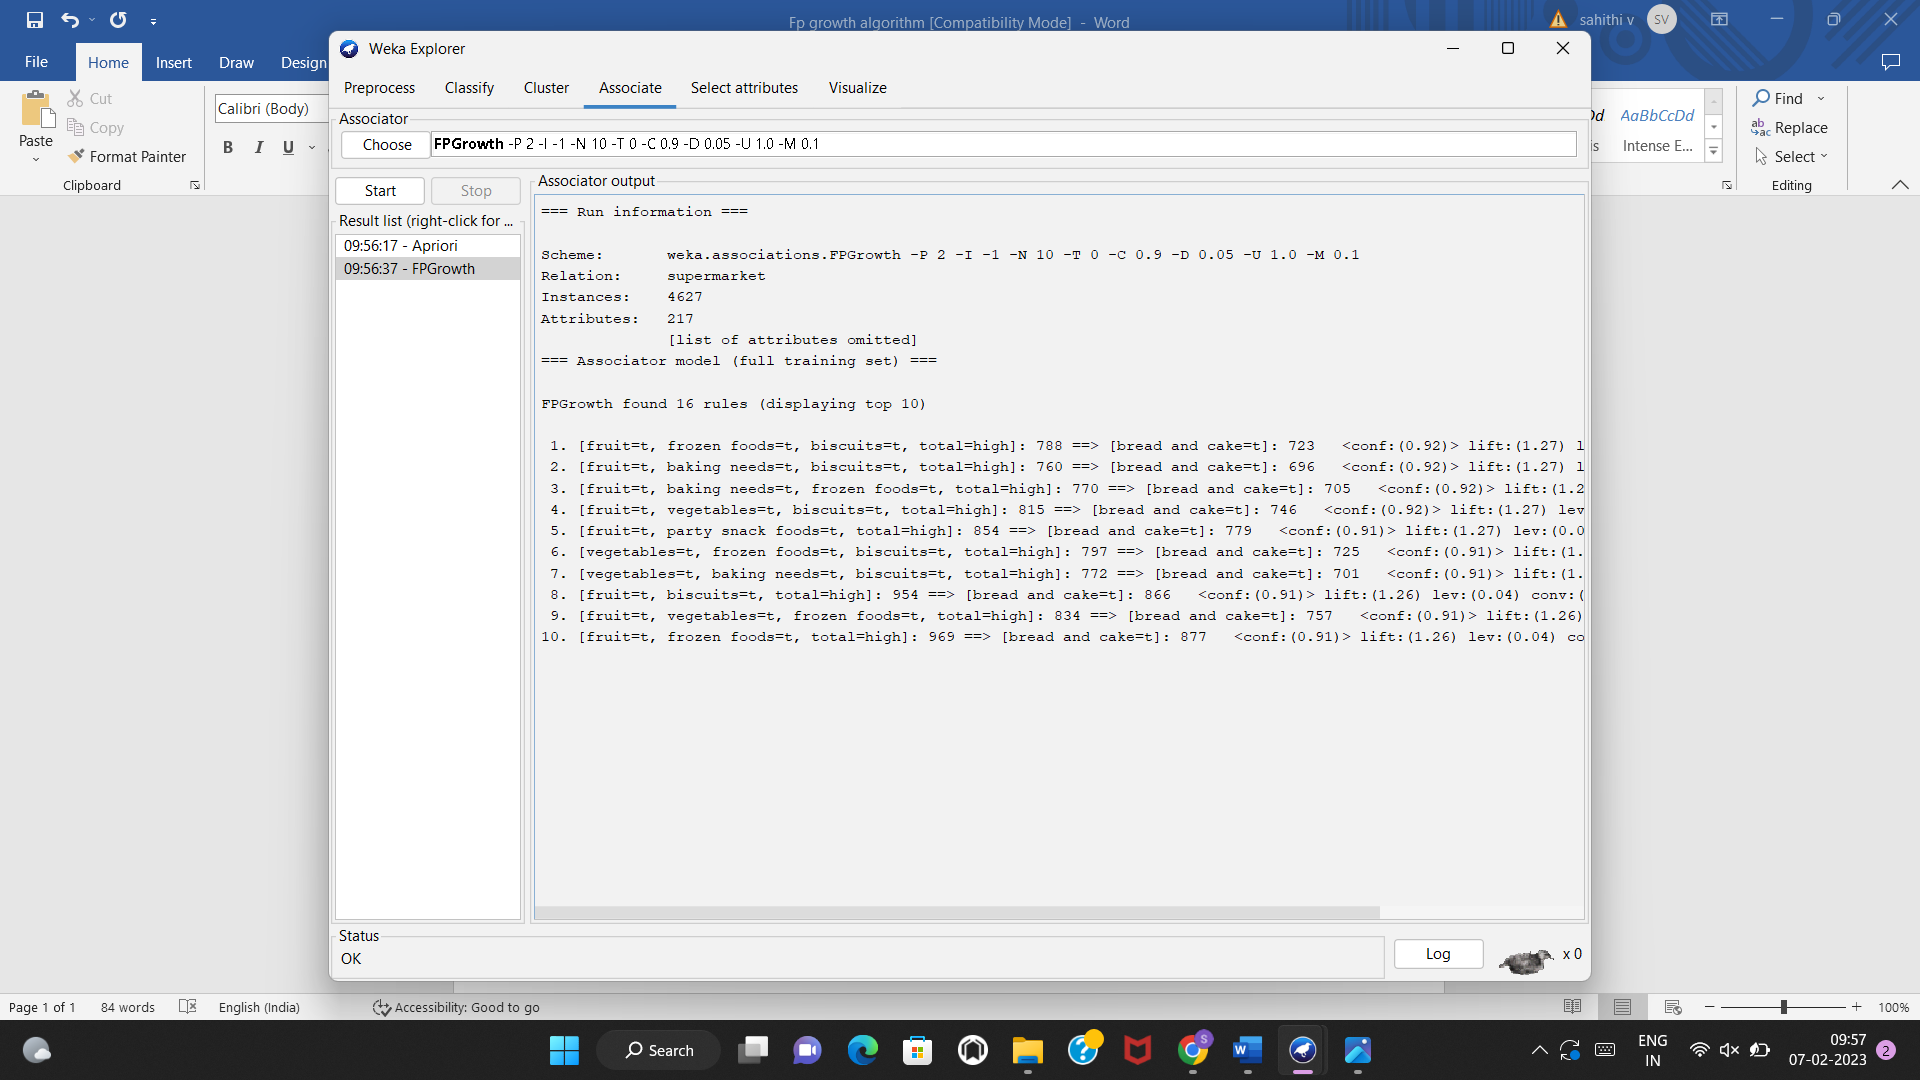 Fp growth algorithm [Compatibility Mode] - Word
sahithi v
SV
File
Home
Insert
Draw
Design
Cut
Copy
Paste
Format Painter
Clipboard
Calibri (Body)
B I U
AaBbCcDd
Intense E...
Find
Replace
Select
Editing
Weka Explorer
Preprocess
Classify
Cluster
Associate
Select attributes
Visualize
Associator
Choose
FPGrowth -P 2 -I -1 -N 10 -T 0 -C 0.9 -D 0.05 -U 1.0 -M 0.1
Start
Stop
Result list (right-click for ...
09:56:17 - Apriori
09:56:37 - FPGrowth
Associator output
=== Run information ===
Scheme: weka.associations.FPGrowth -P 2 -I -1 -N 10 -T 0 -C 0.9 -D 0.05 -U 1.0 -M 0.1
Relation: supermarket
Instances: 4627
Attributes: 217
[list of attributes omitted]
=== Associator model (full training set) ===
FPGrowth found 16 rules (displaying top 10)
1. [fruit=t, frozen foods=t, biscuits=t, total=high]: 788 ==> [bread and cake=t]: 723 <conf:(0.92)> lift:(1.27) l
2. [fruit=t, baking needs=t, biscuits=t, total=high]: 760 ==> [bread and cake=t]: 696 <conf:(0.92)> lift:(1.27) l
3. [fruit=t, baking needs=t, frozen foods=t, total=high]: 770 ==> [bread and cake=t]: 705 <conf:(0.92)> lift:(1.2
4. [fruit=t, vegetables=t, biscuits=t, total=high]: 815 ==> [bread and cake=t]: 746 <conf:(0.92)> lift:(1.27) lev
5. [fruit=t, party snack foods=t, total=high]: 854 ==> [bread and cake=t]: 779 <conf:(0.91)> lift:(1.27) lev:(0.0
6. [vegetables=t, frozen foods=t, biscuits=t, total=high]: 797 ==> [bread and cake=t]: 725 <conf:(0.91)> lift:(1.
7. [vegetables=t, baking needs=t, biscuits=t, total=high]: 772 ==> [bread and cake=t]: 701 <conf:(0.91)> lift:(1.
8. [fruit=t, biscuits=t, total=high]: 954 ==> [bread and cake=t]: 866 <conf:(0.91)> lift:(1.26) lev:(0.04) conv:(
9. [fruit=t, vegetables=t, frozen foods=t, total=high]: 834 ==> [bread and cake=t]: 757 <conf:(0.91)> lift:(1.26)
10. [fruit=t, frozen foods=t, total=high]: 969 ==> [bread and cake=t]: 877 <conf:(0.91)> lift:(1.26) lev:(0.04) co
Status
OK
Log
x 0
Page 1 of 1
84 words
English (India)
Accessibility: Good to go
100%
Search
ENG
IN
09:57
07-02-2023
2